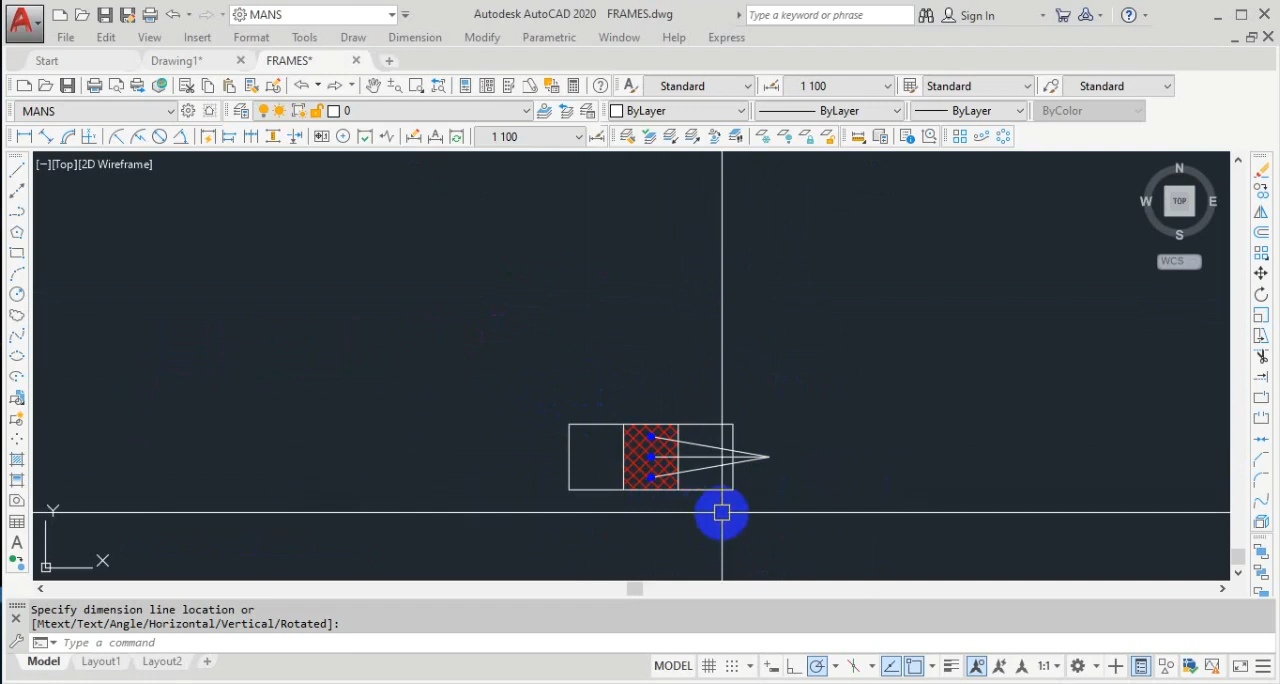 MANS
Autodesk AutoCAD 2020 FRAMES.dwg
Type a keyword or phrase
Sign In
File Edit View Insert Format Tools Draw Dimension Modify Parametric Window Help Express
Start Drawing1* FRAMES*
Standard 1 100 Standard Standard
MANS 0 ByLayer ByLayer ByLayer ByColor
1 100
[−][Top][2D Wireframe]
N
W TOP E
S
WCS
Y
X
Specify dimension line location or
[Mtext/Text/Angle/Horizontal/Vertical/Rotated]:
Type a command
Model Layout1 Layout2 + MODEL 1:1